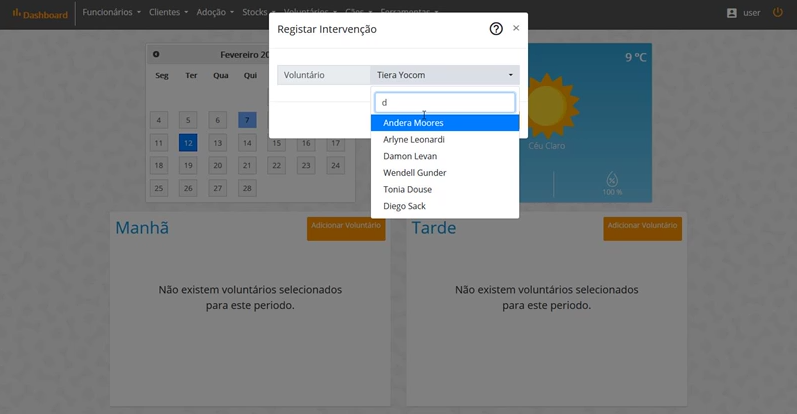 Dashboard
Funcionários Clientes Adoção Stocks Voluntários Cães Ferramentas user
Registar Intervenção ? ×
Voluntário Tiera Yocom
d
Andera Moores
Arlyne Leonardi
Damon Levan
Wendell Gunder
Tonia Douse
Diego Sack
Fevereiro 20
Seg Ter Qua Qui
4 5 6 7
11 12 13 14 15 16 17
18 19 20 21 22 23 24
25 26 27 28
9 ºC
Céu Claro
100 %
Manhã
Adicionar Voluntário
Não existem voluntários selecionados
para este periodo.
Tarde
Adicionar Voluntário
Não existem voluntários selecionados
para este periodo.